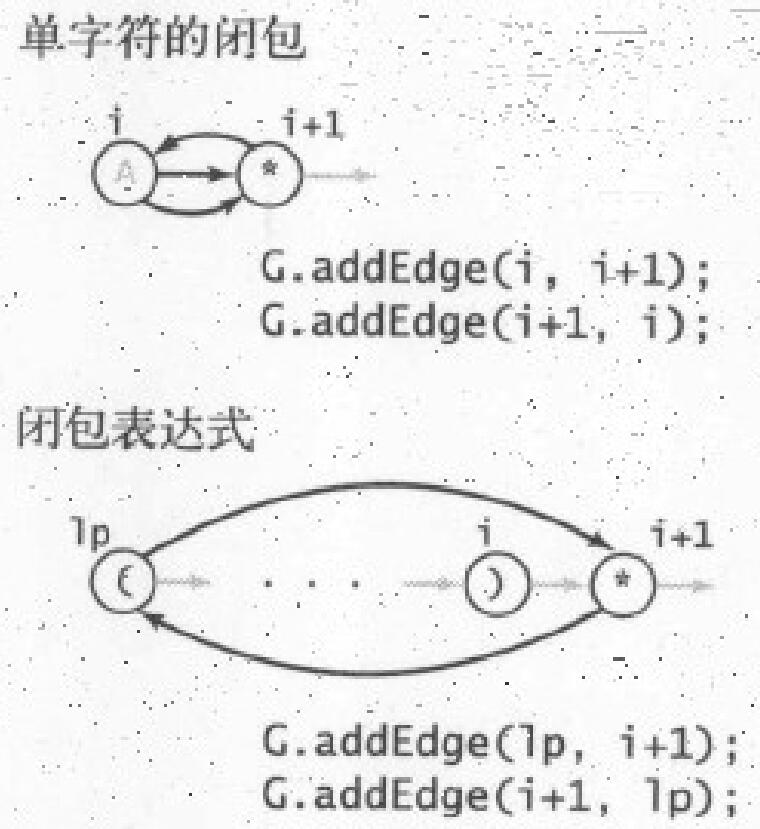 单字符的闭包
i i+1
A *
G.addEdge(i, i+1);
G.addEdge(i+1, i);
闭包表达式
lp i i+1
( . . . ) *
G.addEdge(lp, i+1);
G.addEdge(i+1, lp);